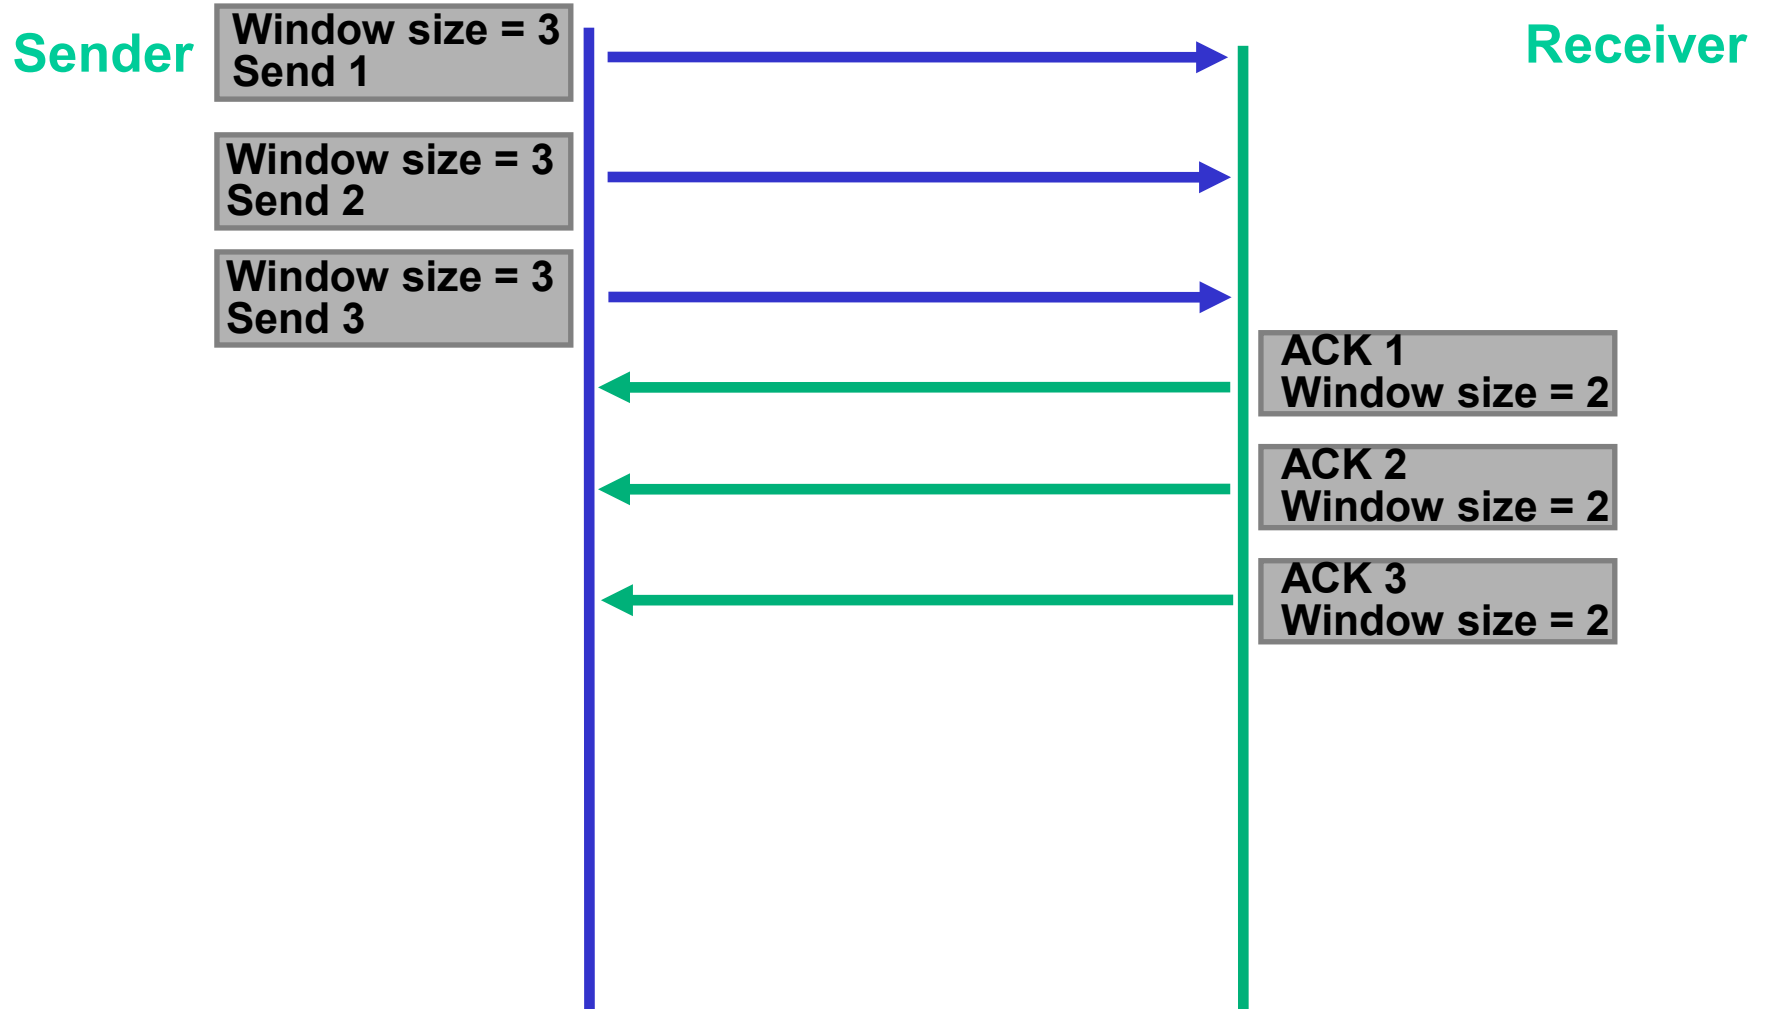 Sender
Window size = 3
Send 1
Receiver
Window size = 3
Send 2
Window size = 3
Send 3
ACK 1
Window size = 2
ACK 2
Window size = 2
ACK 3
Window size = 2